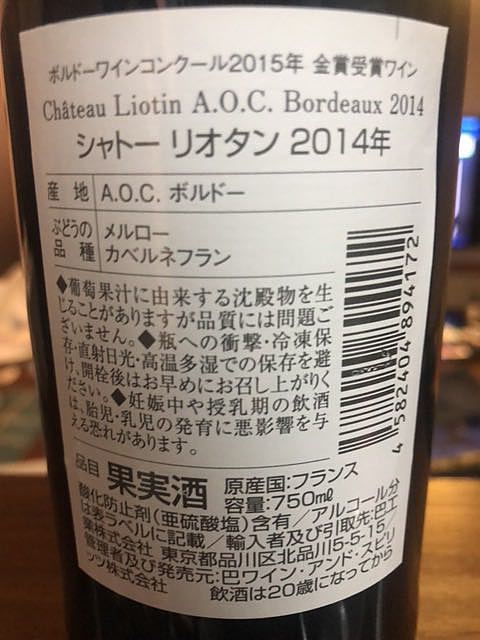 ボルドーワインコンクール2015年 金賞受賞ワイン
Château Liotin A.O.C. Bordeaux 2014
シャトー リオタン 2014年
産 地 A.O.C. ボルドー
ぶどうの品種 メルロー
カベルネフラン
◆葡萄果汁に由来する沈殿物を生
じることがありますが品質には問題ご
ざいません。◆瓶への衝撃・冷凍保
存・直射日光・高温多湿での保存を避
け、開栓後はお早めにお召し上がりく
ださい。◆妊娠中や授乳期の飲酒
は、胎児・乳児の発育に悪影響を与
える恐れがあります。
4 582404 894172
品目 果実酒 原産国:フランス
容量:750㎖
酸化防止剤(亜硫酸塩)含有/アルコール分
は表ラベルに記載/輸入者及び引取先:巴工
業株式会社 東京都品川区北品川5-5-15/
管理者及び発売元:巴ワイン・アンド・スピリ
ッツ株式会社 飲酒は20歳になってから